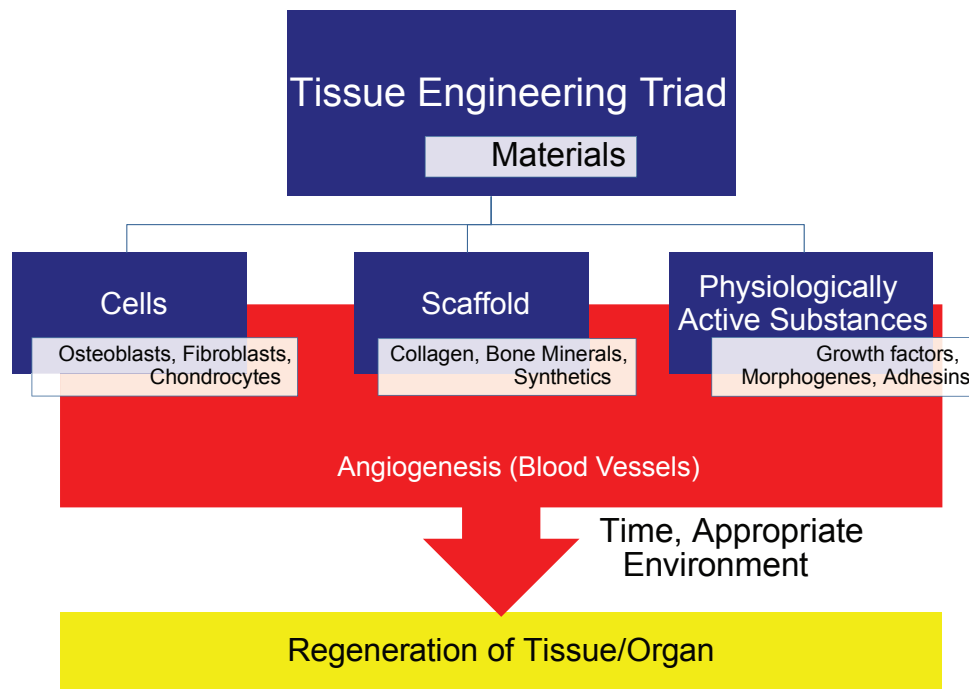 Tissue Engineering Triad
Materials
Cells
Osteoblasts, Fibroblasts,
Chondrocytes
Scaffold
Collagen, Bone Minerals,
Synthetics
Physiologically
Active Substances
Growth factors,
Morphogenes, Adhesins
Angiogenesis (Blood Vessels)
Time, Appropriate
Environment
Regeneration of Tissue/Organ